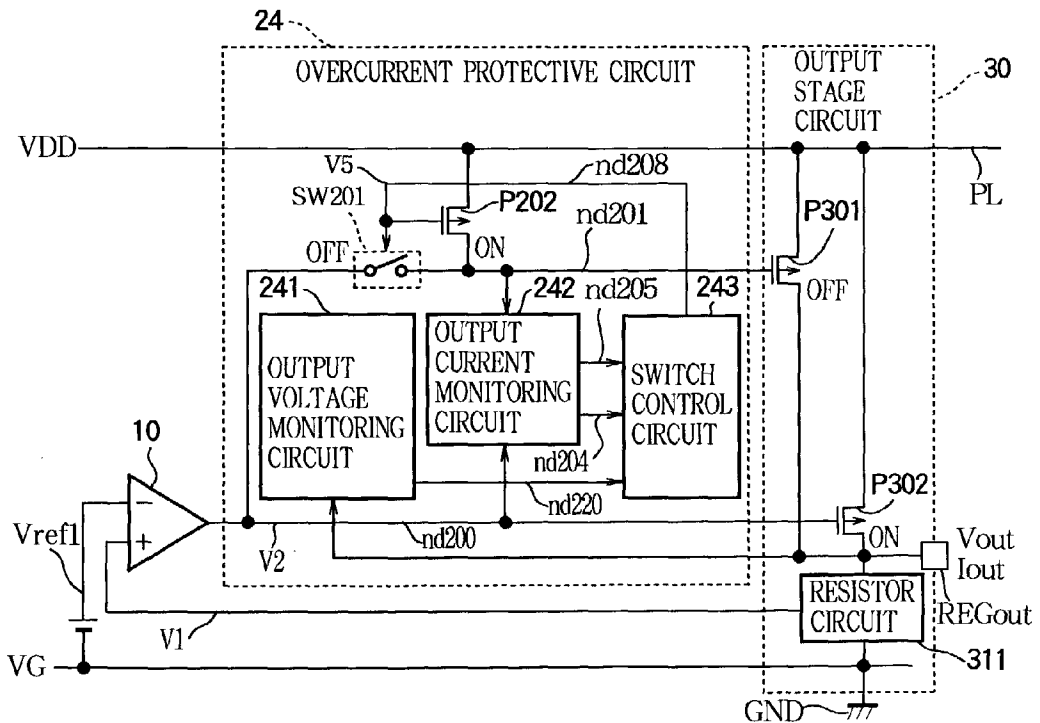 24
OVERCURRENT PROTECTIVE CIRCUIT
OUTPUT
STAGE
CIRCUIT
30
VDD
PL
V5
nd208
SW201
P202
nd201
P301
OFF
ON
OFF
241
242
nd205
243
OUTPUT
VOLTAGE
MONITORING
CIRCUIT
OUTPUT
CURRENT
MONITORING
CIRCUIT
SWITCH
CONTROL
CIRCUIT
nd204
10
nd220
P302
Vref1
−
+
V2
nd200
ON
Vout
Iout
RESISTOR
CIRCUIT
REGout
V1
VG
311
GND